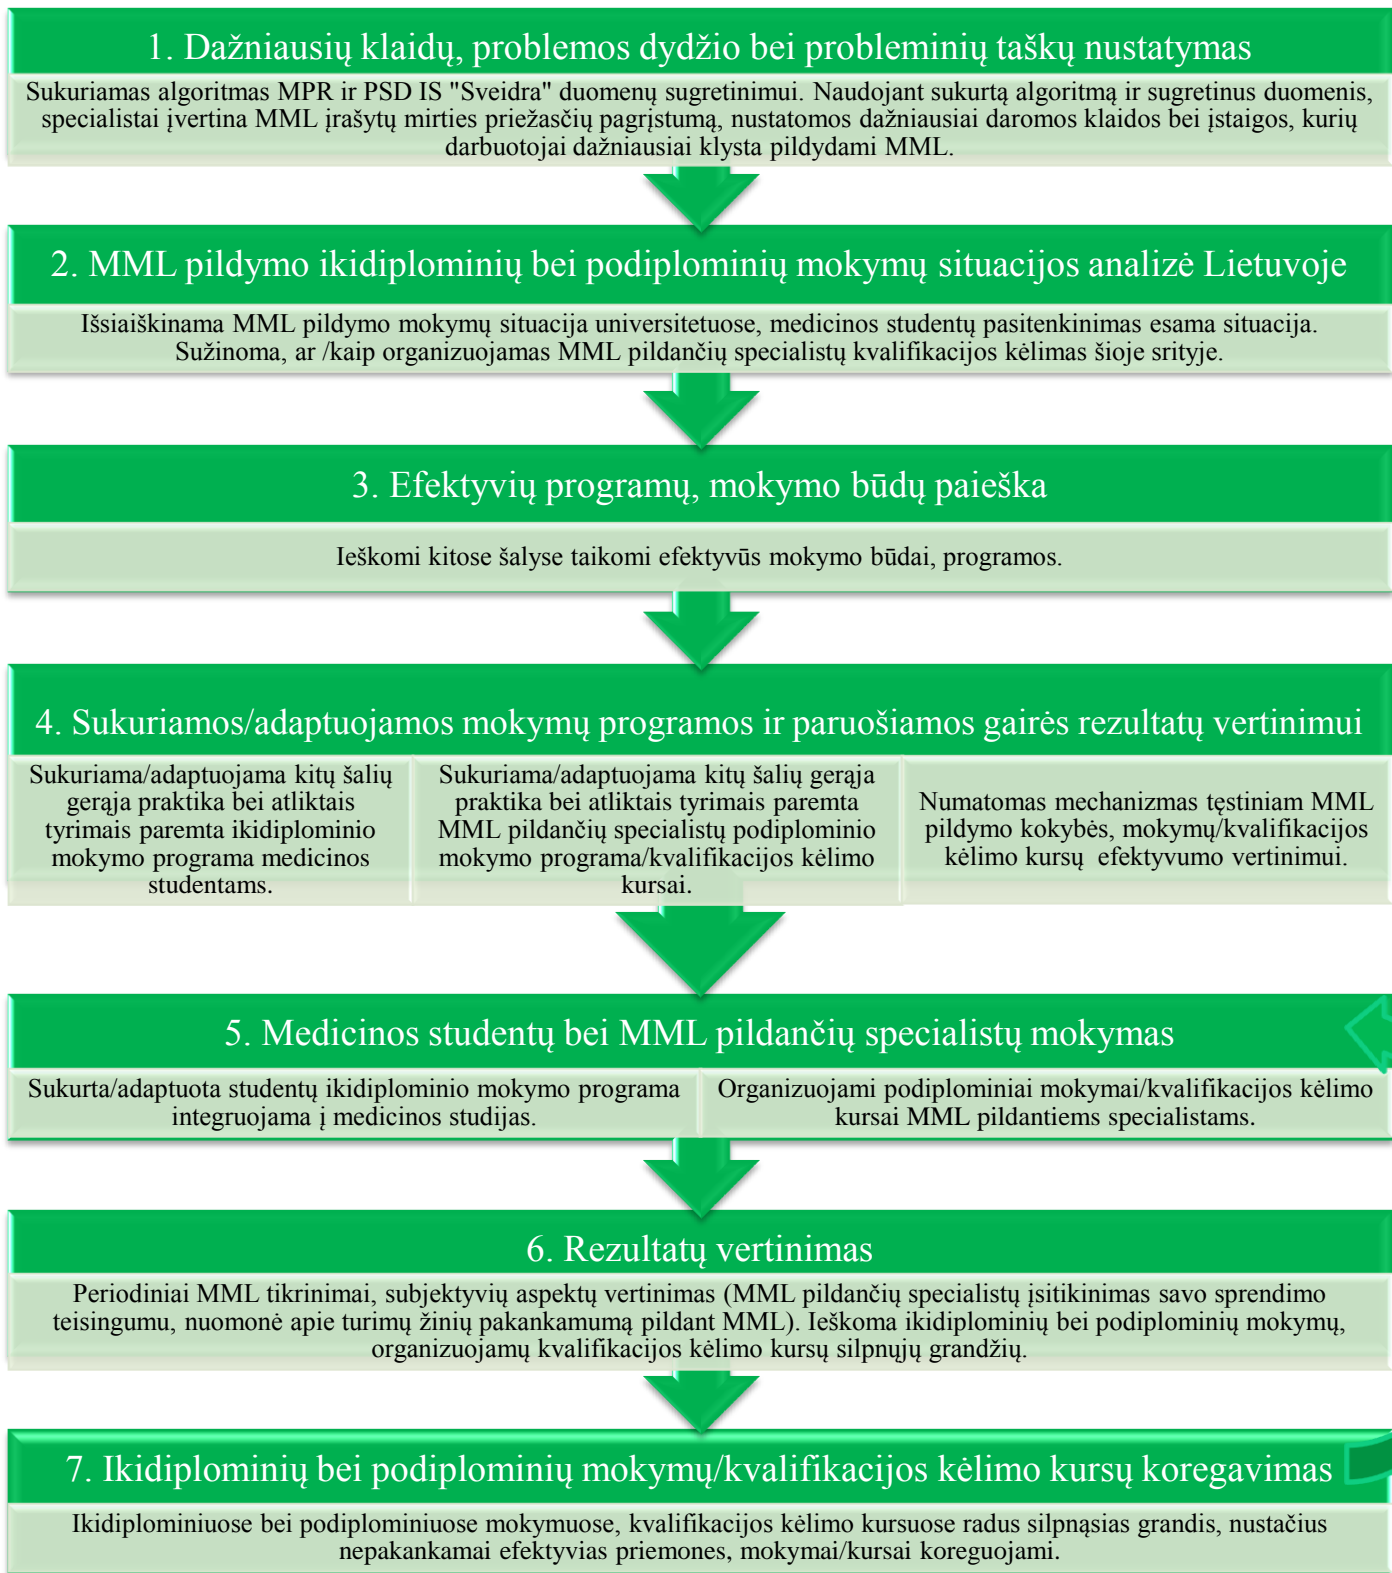 1. Dažniausių klaidų, problemos dydžio bei probleminių taškų nustatymas
Sukuriamas algoritmas MPR ir PSD IS "Sveidra" duomenų sugretinimui. Naudojant sukurtą algoritmą ir sugretinus duomenis,
specialistai įvertina MML įrašytų mirties priežasčių pagrįstumą, nustatomos dažniausiai daromos klaidos bei įstaigos, kurių
darbuotojai dažniausiai klysta pildydami MML.
2. MML pildymo ikidiplominių bei podiplominių mokymų situacijos analizė Lietuvoje
Išsiaiškinama MML pildymo mokymų situacija universitetuose, medicinos studentų pasitenkinimas esama situacija.
Sužinoma, ar /kaip organizuojamas MML pildančių specialistų kvalifikacijos kėlimas šioje srityje.
3. Efektyvių programų, mokymo būdų paieška
Ieškomi kitose šalyse taikomi efektyvūs mokymo būdai, programos.
4. Sukuriamos/adaptuojamos mokymų programos ir paruošiamos gairės rezultatų vertinimui
Sukuriama/adaptuojama kitų šalių
gerąja praktika bei atliktais
tyrimais paremta ikidiplominio
mokymo programa medicinos
studentams.
Sukuriama/adaptuojama kitų šalių gerąja
praktika bei atliktais tyrimais paremta
MML pildančių specialistų podiplominio
mokymo programa/kvalifikacijos kėlimo
kursai.
Numatomas mechanizmas tęstiniam MML
pildymo kokybės, mokymų/kvalifikacijos
kėlimo kursų efektyvumo vertinimui.
5. Medicinos studentų bei MML pildančių specialistų mokymas
Sukurta/adaptuota studentų ikidiplominio mokymo programa
integruojama į medicinos studijas.
Organizuojami podiplominiai mokymai/kvalifikacijos kėlimo
kursai MML pildantiems specialistams.
6. Rezultatų vertinimas
Periodiniai MML tikrinimai, subjektyvių aspektų vertinimas (MML pildančių specialistų įsitikinimas savo sprendimo
teisingumu, nuomonė apie turimų žinių pakankamumą pildant MML). Ieškoma ikidiplominių bei podiplominių mokymų,
organizuojamų kvalifikacijos kėlimo kursų silpnųjų grandžių.
7. Ikidiplominių bei podiplominių mokymų/kvalifikacijos kėlimo kursų koregavimas
Ikidiplominiuose bei podiplominiuose mokymuose, kvalifikacijos kėlimo kursuose radus silpnąsias grandis, nustačius
nepakankamai efektyvias priemones, mokymai/kursai koreguojami.